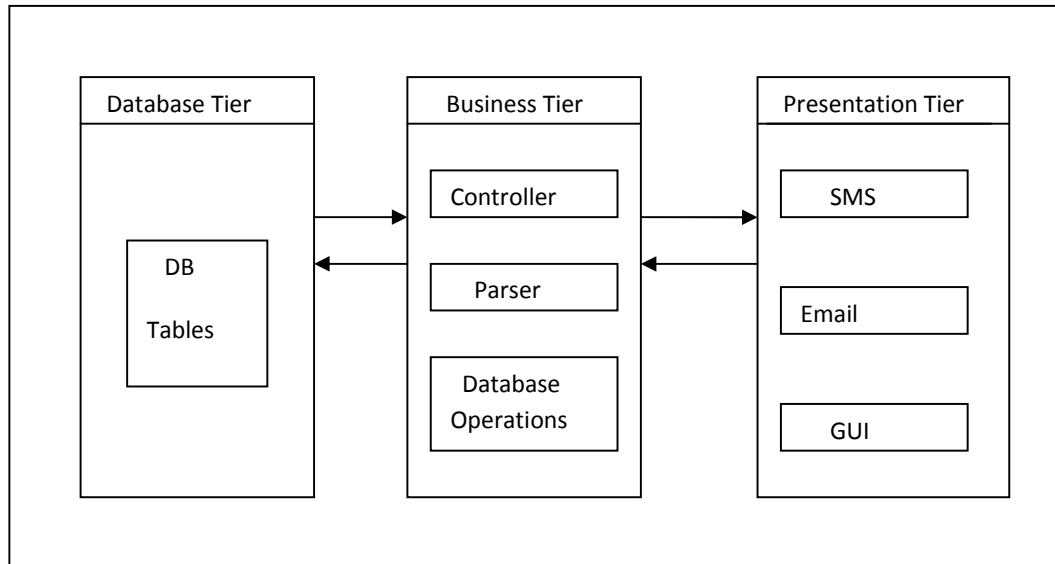 Database Tier
DB
Tables
Business Tier
Controller
Parser
Database
Operations
Presentation Tier
SMS
Email
GUI